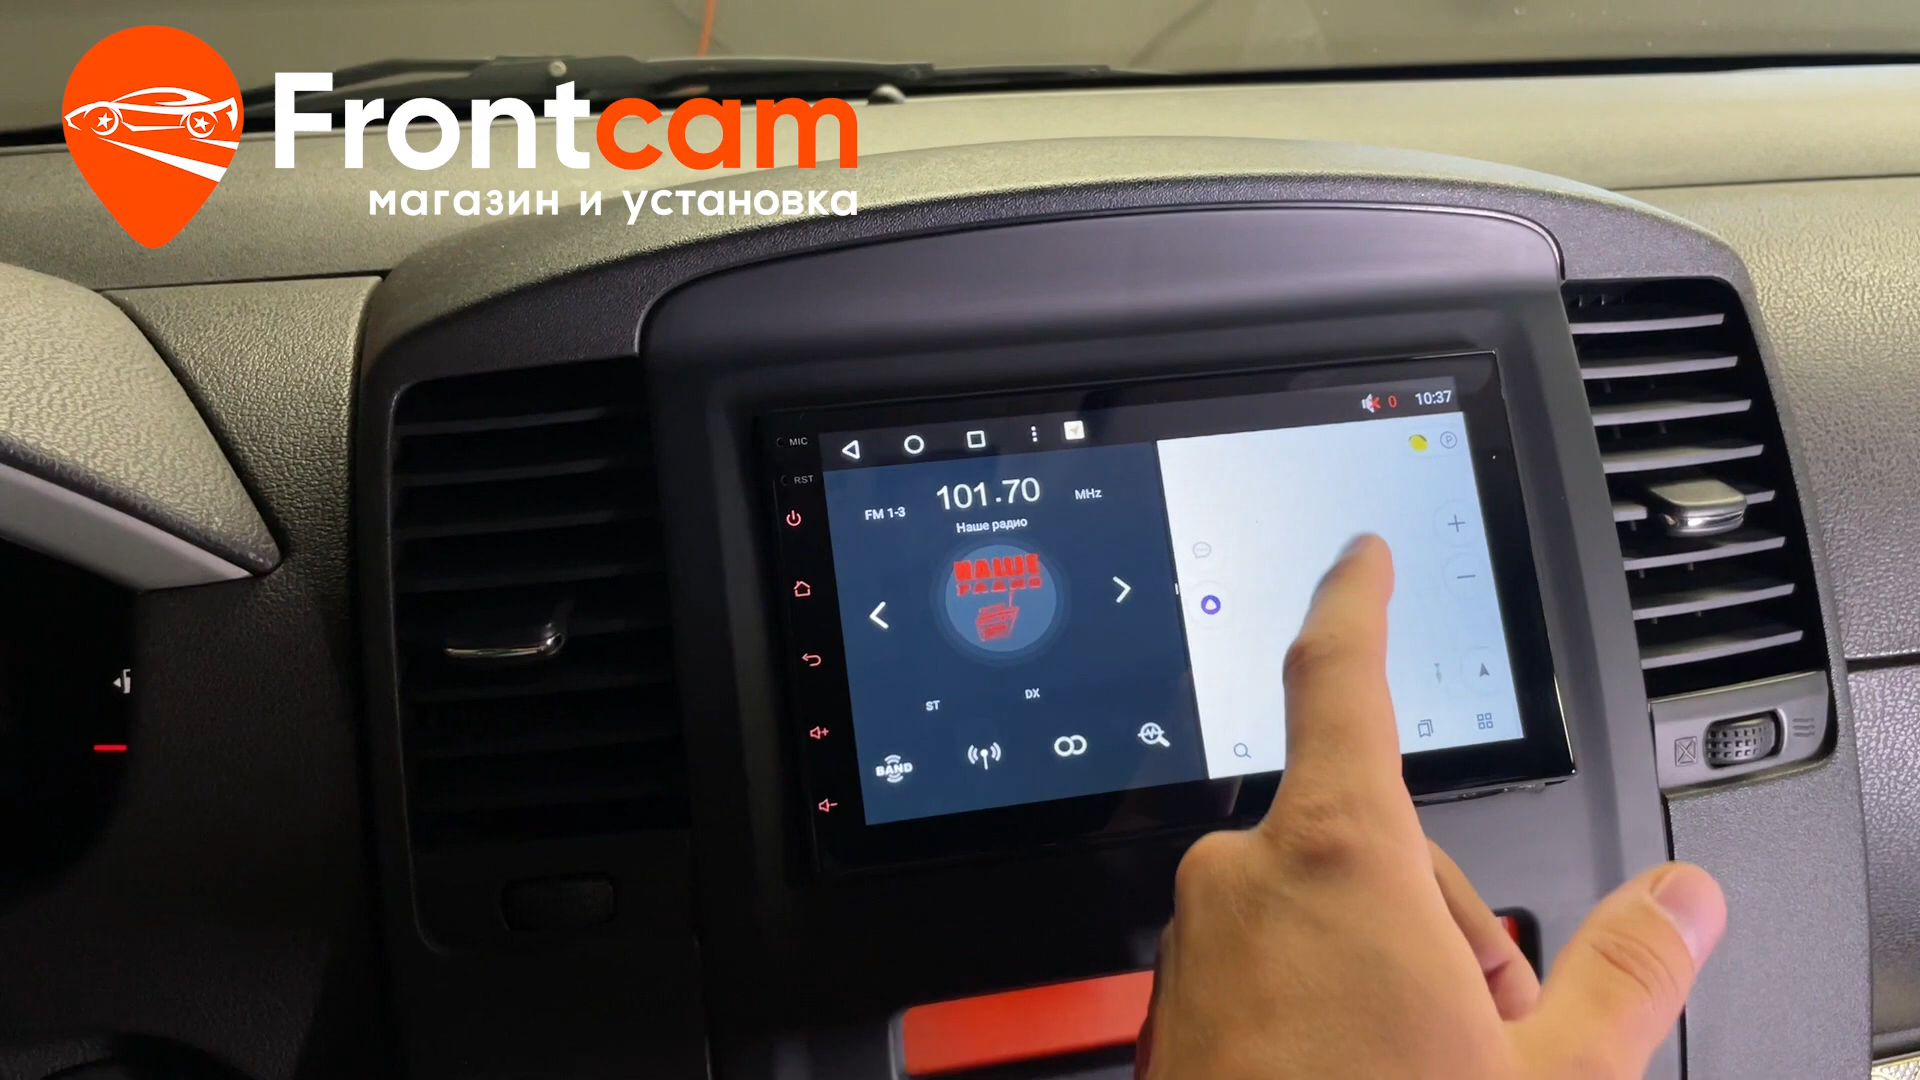 Frontcam
магазин и установка
0 10:37
MIC
RST
101.70
FM 1-3
MHz
Наше радио
НАШЕ
РАДИО
ST
DX
BAND